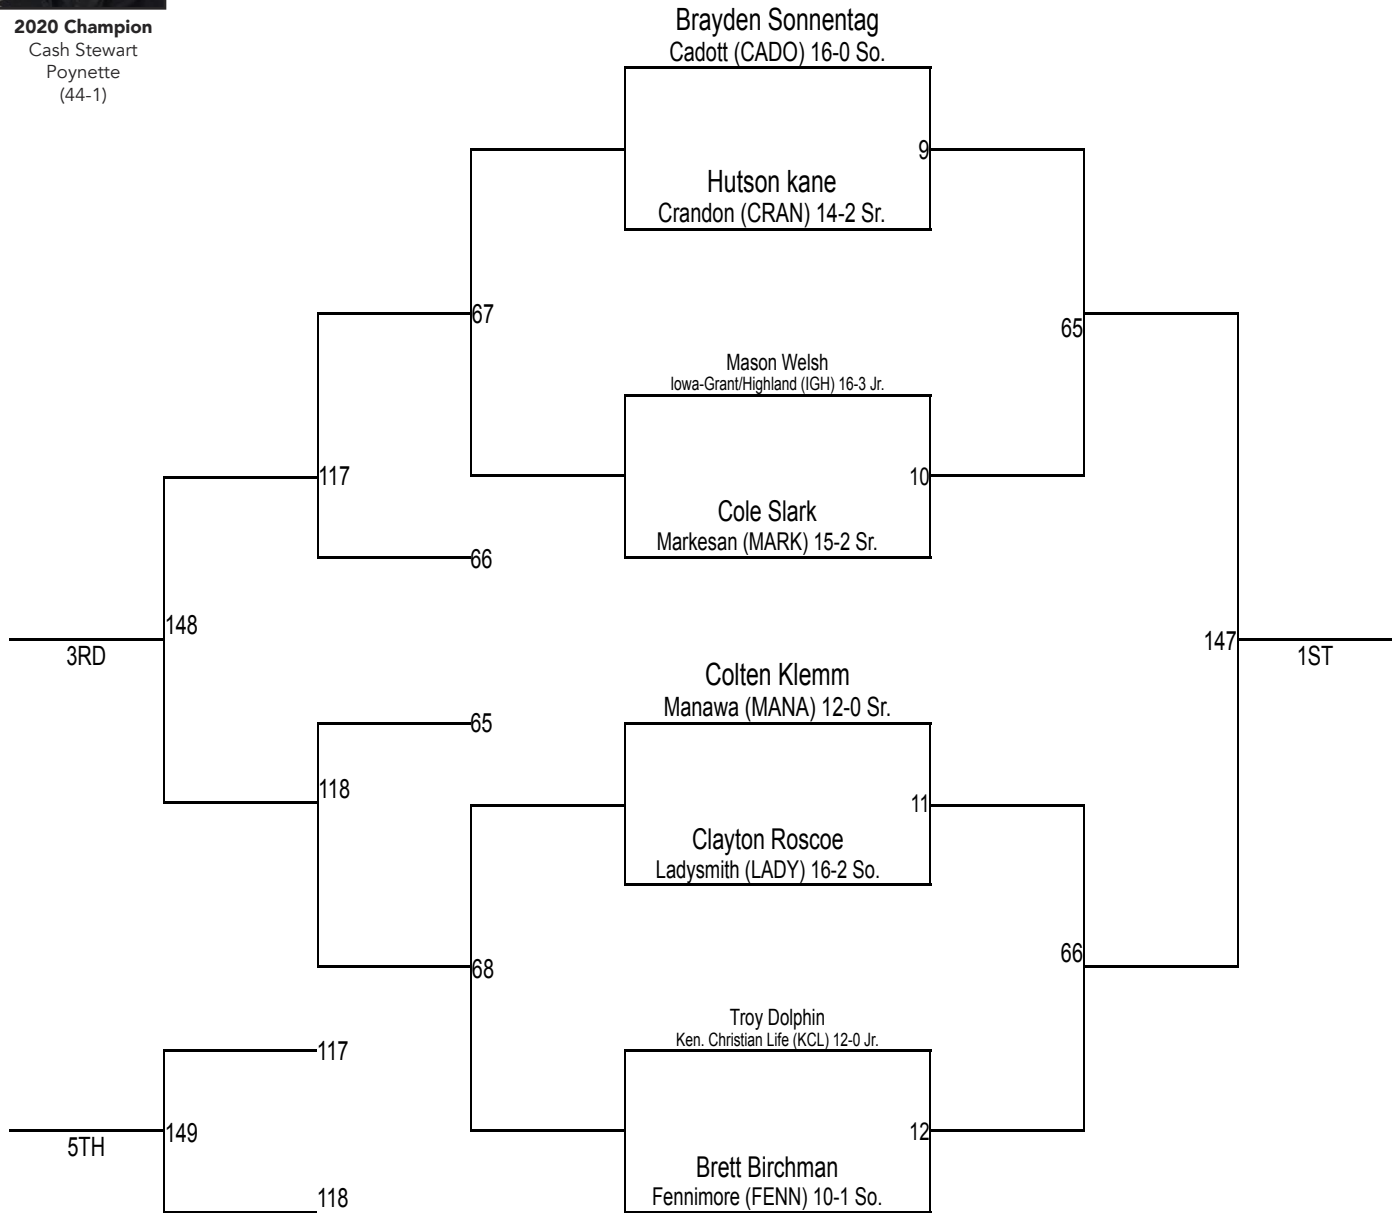 2020 Champion
Cash Stewart
Poynette
(44-1)
Brayden Sonnentag
Cadott (CADO) 16-0 So.
9
Hutson kane
Crandon (CRAN) 14-2 Sr.
67
65
Mason Welsh
Iowa-Grant/Highland (IGH) 16-3 Jr.
117
10
Cole Slark
Markesan (MARK) 15-2 Sr.
66
148
3RD
147
1ST
Colten Klemm
Manawa (MANA) 12-0 Sr.
65
118
11
Clayton Roscoe
Ladysmith (LADY) 16-2 So.
68
66
Troy Dolphin
Ken. Christian Life (KCL) 12-0 Jr.
117
149
5TH
12
Brett Birchman
Fennimore (FENN) 10-1 So.
118